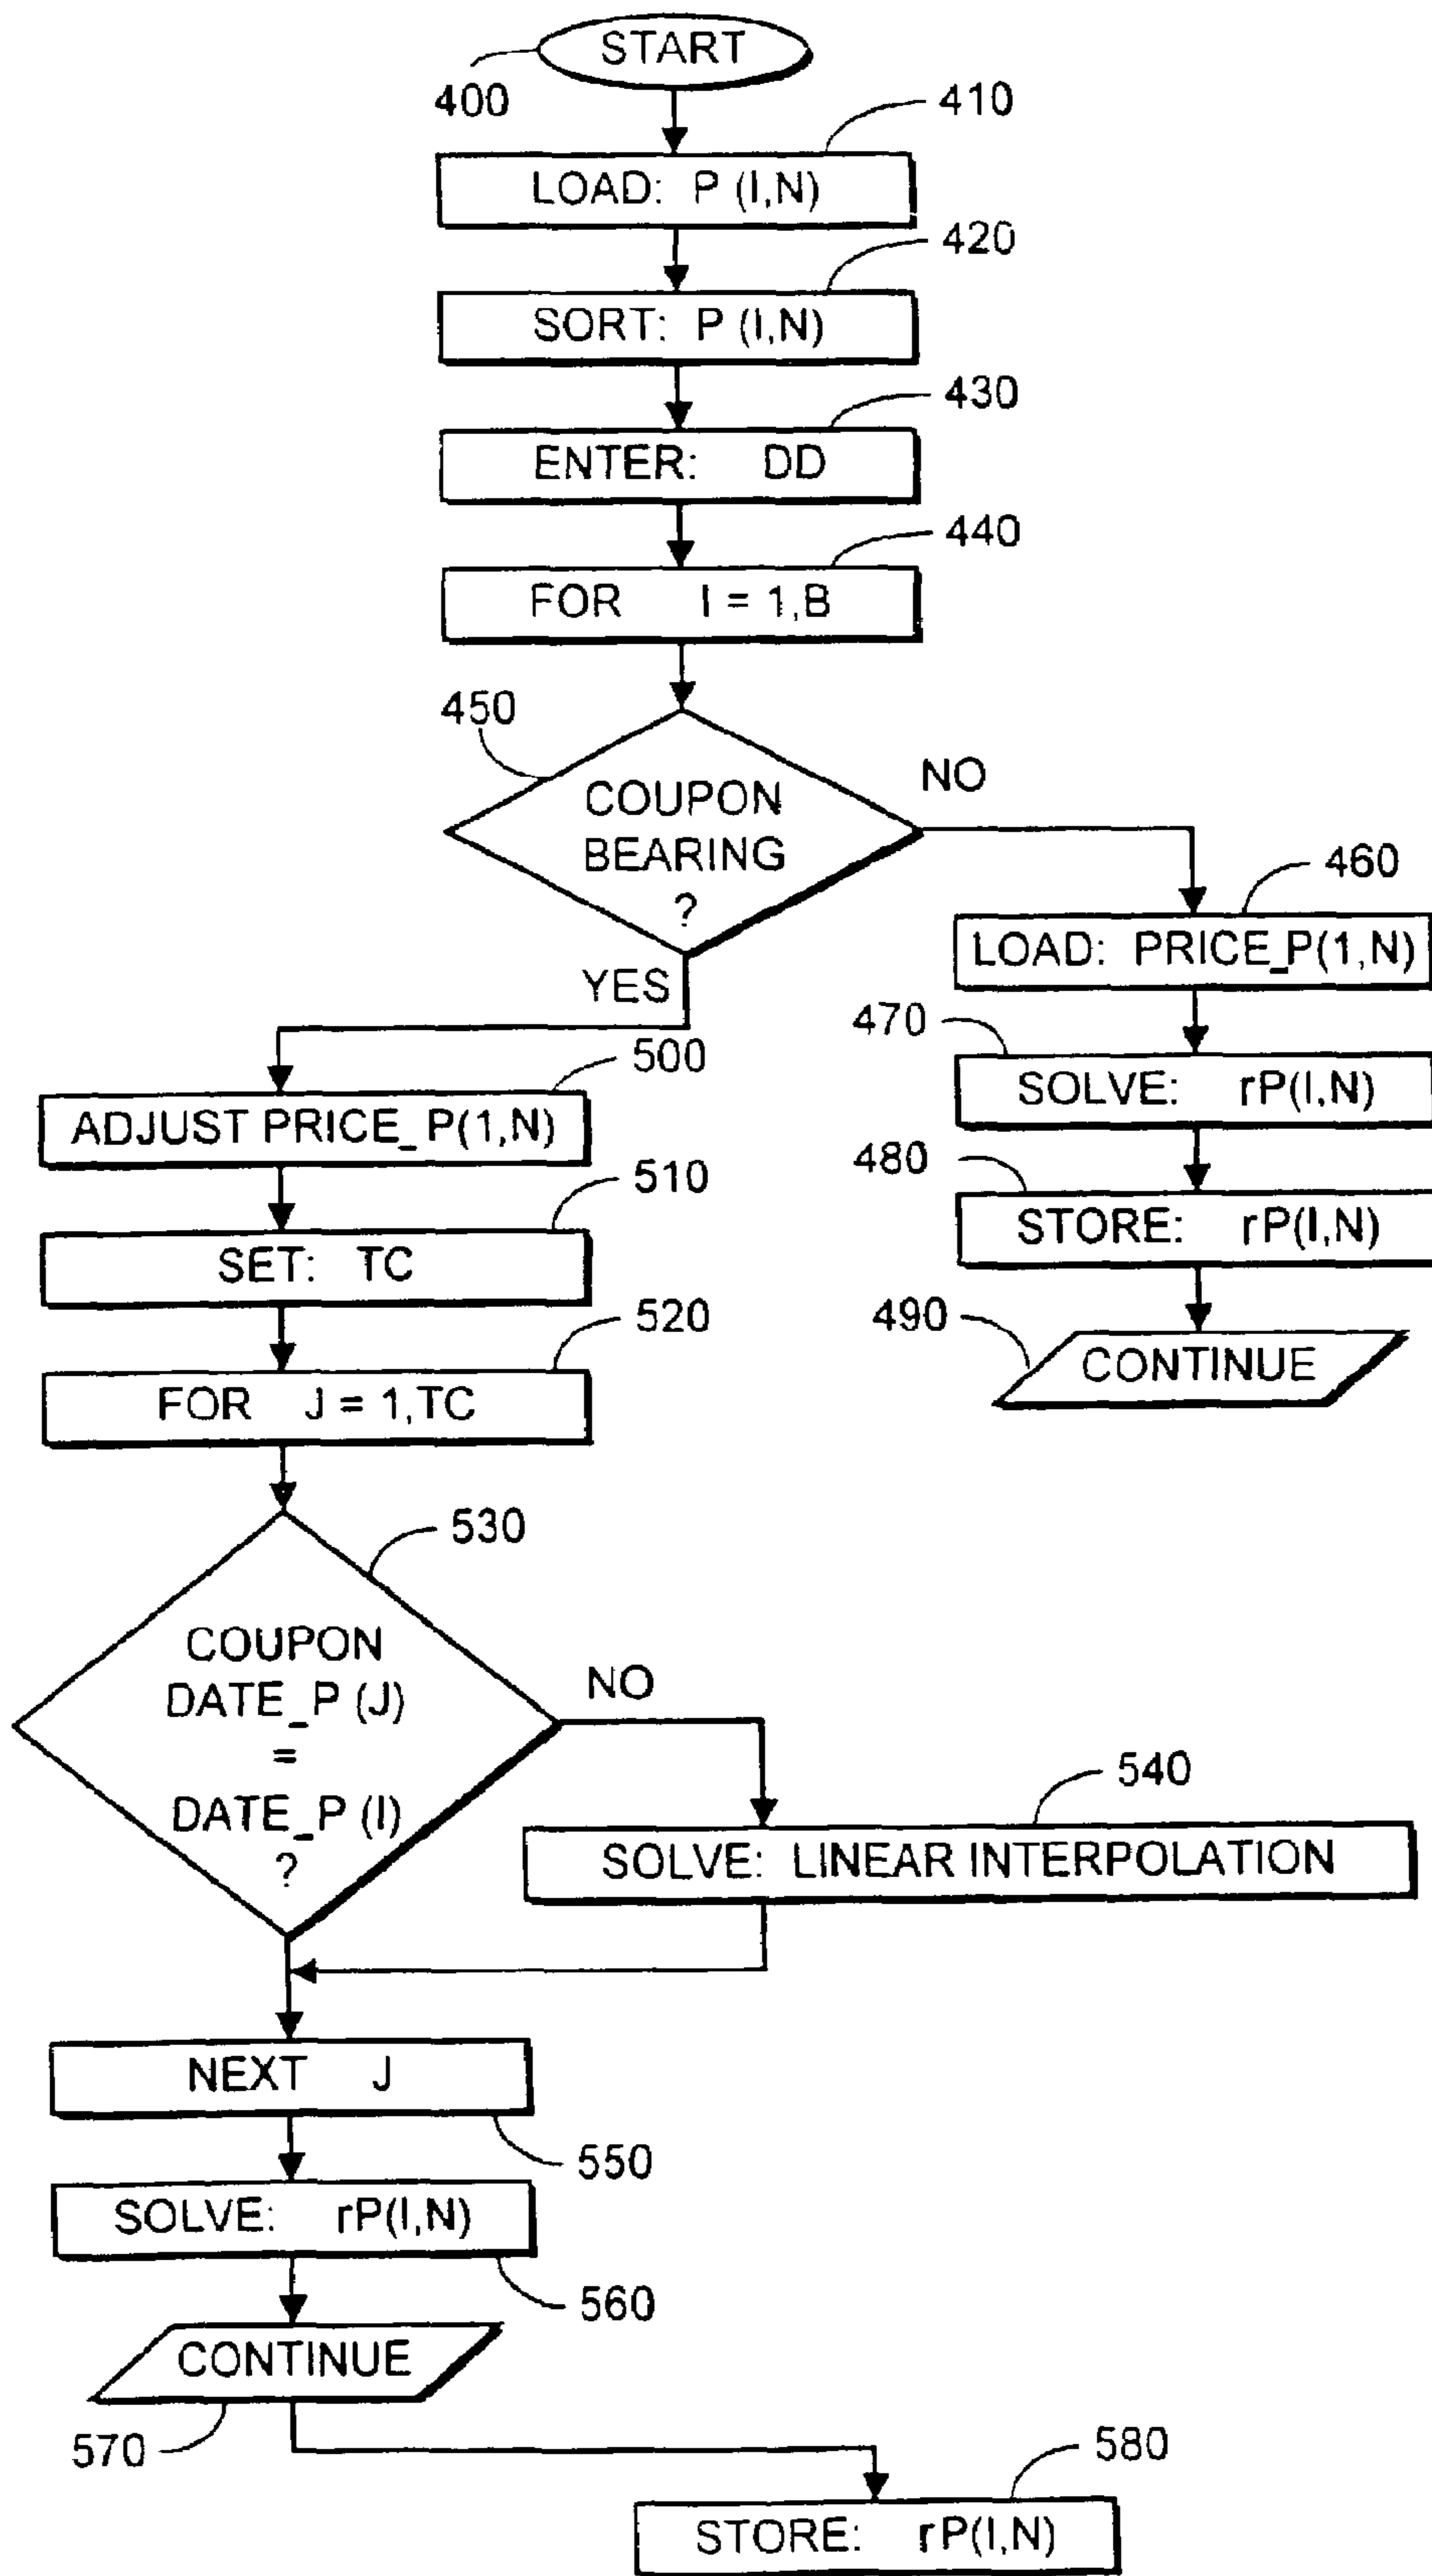 START
400
410
LOAD: P (I,N)
420
SORT: P (I,N)
430
ENTER: DD
440
FOR I = 1,B
450
COUPON
BEARING
?
NO
YES
460
LOAD: PRICE_P(1,N)
470
SOLVE: rP(I,N)
480
STORE: rP(I,N)
490
CONTINUE
500
ADJUST PRICE_P(1,N)
510
SET: TC
520
FOR J = 1,TC
530
COUPON
DATE_P (J)
=
DATE_P (I)
?
NO
540
SOLVE: LINEAR INTERPOLATION
NEXT J
550
SOLVE: rP(I,N)
560
CONTINUE
570
580
STORE: rP(I,N)